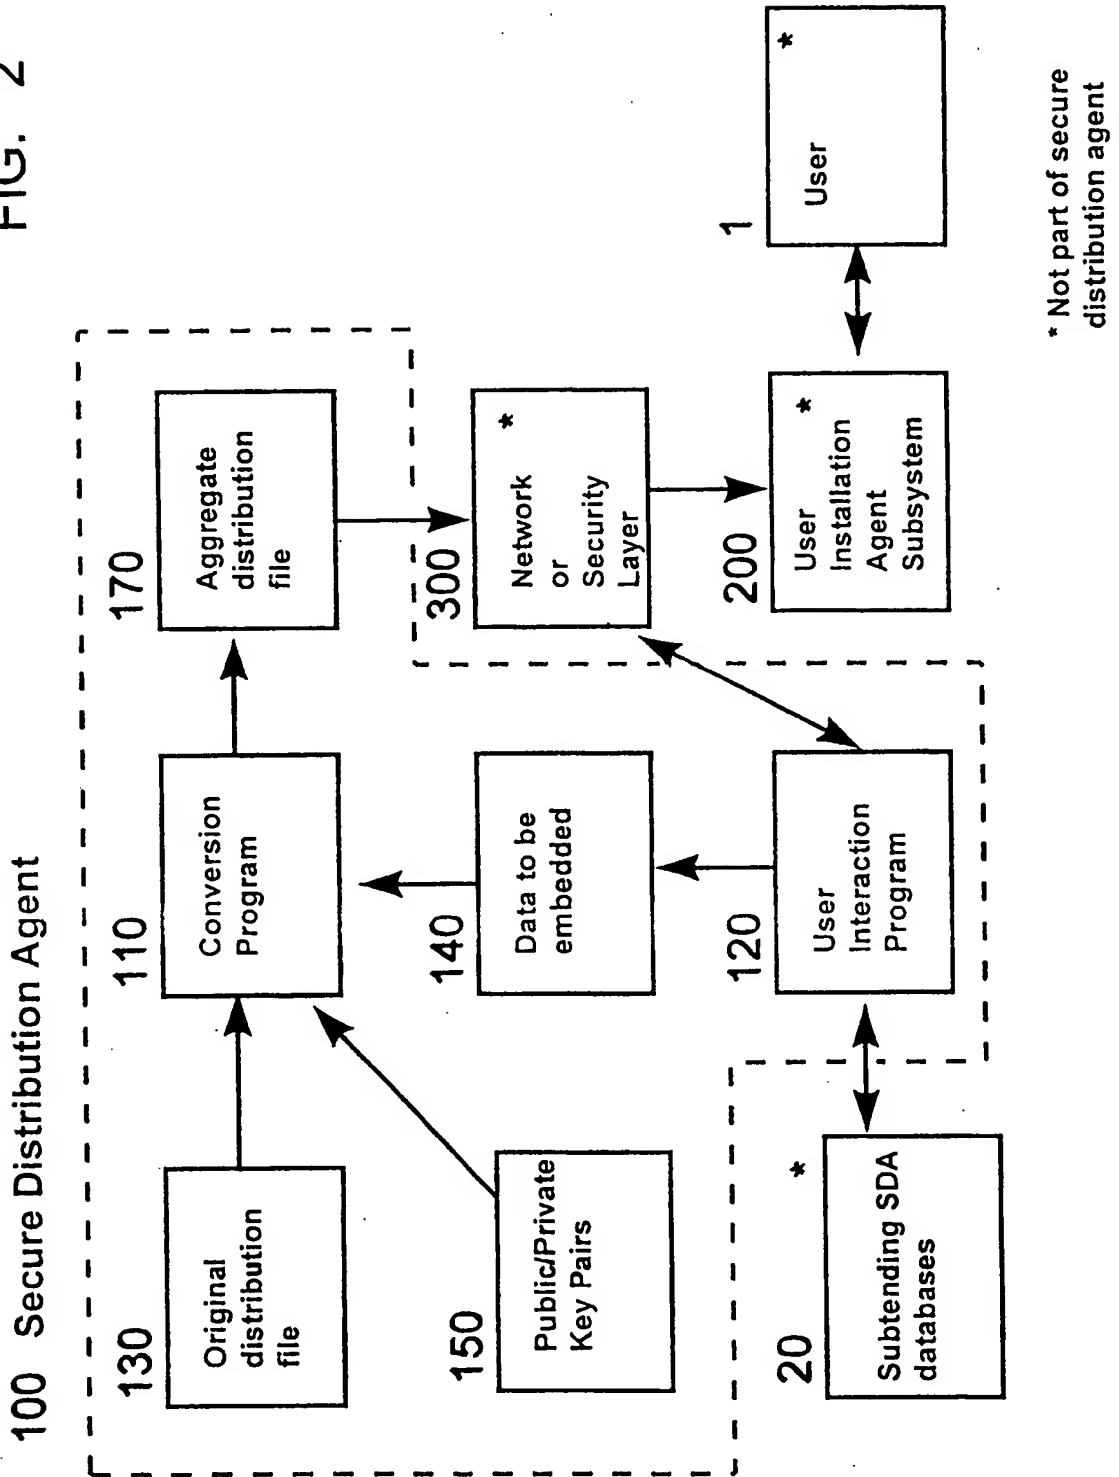 FIG. 2
100 Secure Distribution Agent
130
Original
distribution
file
110
Conversion
Program
170
Aggregate
distribution
file
150
Public/Private
Key Pairs
140
Data to be
embedded
300
*
Network
or
Security
Layer
20
*
Subtending SDA
databases
120
User
Interaction
Program
200
User *
Installation
Agent
Subsystem
1
User
*
* Not part of secure
distribution agent